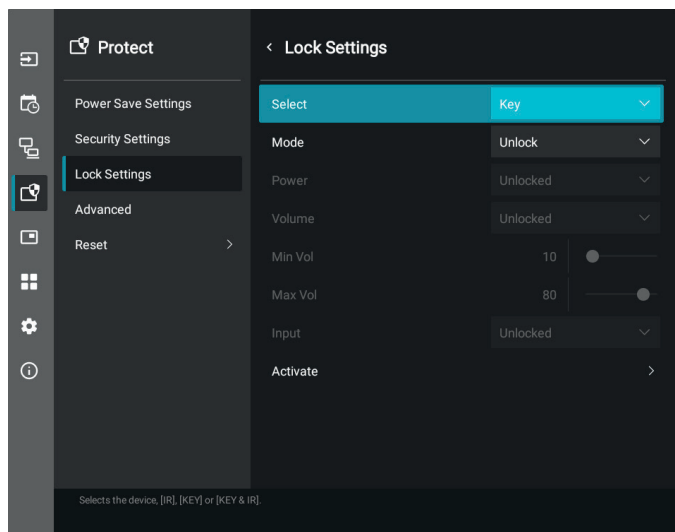 Protect
Power Save Settings
Security Settings
Lock Settings
Advanced
Reset
Lock Settings
Select Key
Mode Unlock
Power Unlocked
Volume Unlocked
Min Vol 10
Max Vol 80
Input Unlocked
Activate
Selects the device, [IR], [KEY] or [KEY & IR].